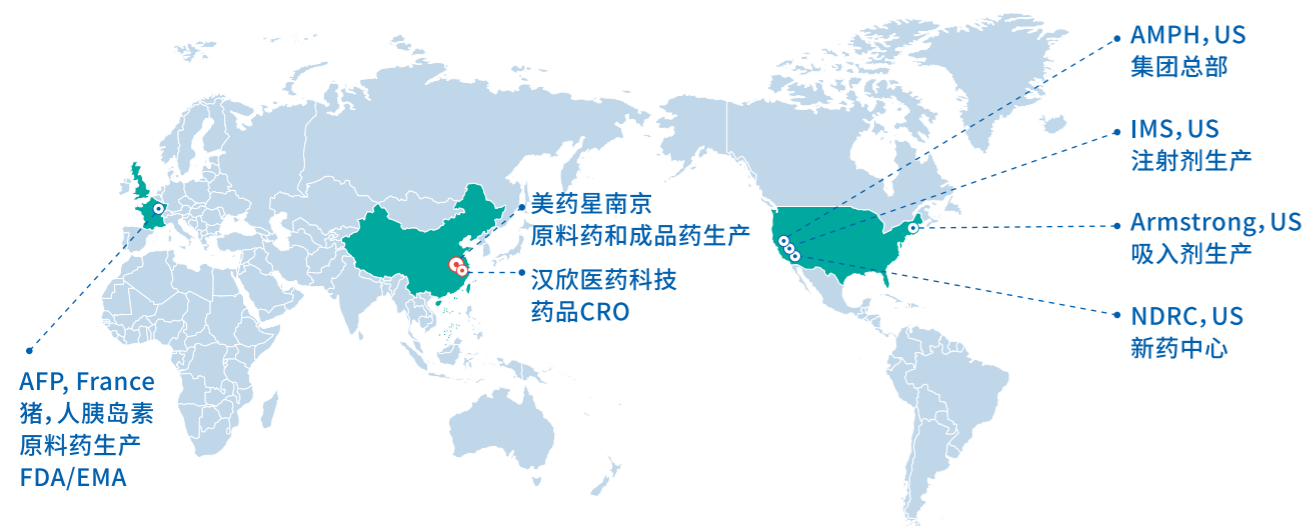 AMPH, US
集团总部
IMS, US
注射剂生产
Armstrong, US
吸入剂生产
NDRC, US
新药中心
美药星南京
原料药和成品药生产
汉欣医药科技
药品CRO
AFP, France
猪,人胰岛素
原料药生产
FDA/EMA